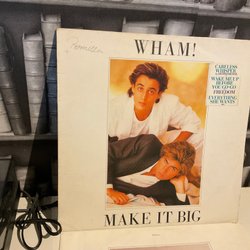 WHAM!
CARELESS
WHISPER
WAKE ME UP
BEFORE
YOU GO-GO
FREEDOM
EVERYTHING
SHE WANTS
MAKE IT BIG